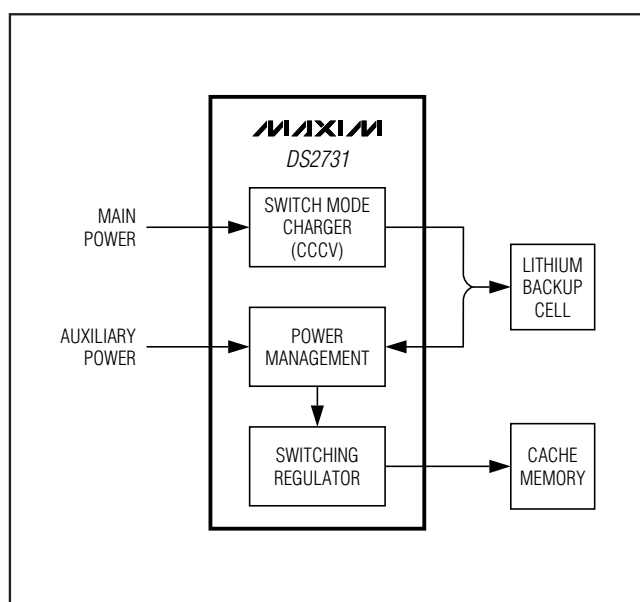 MAXIM
DS2731
MAIN
POWER
SWITCH MODE
CHARGER
(CCCV)
LITHIUM
BACKUP
CELL
AUXILIARY
POWER
POWER
MANAGEMENT
SWITCHING
REGULATOR
CACHE
MEMORY